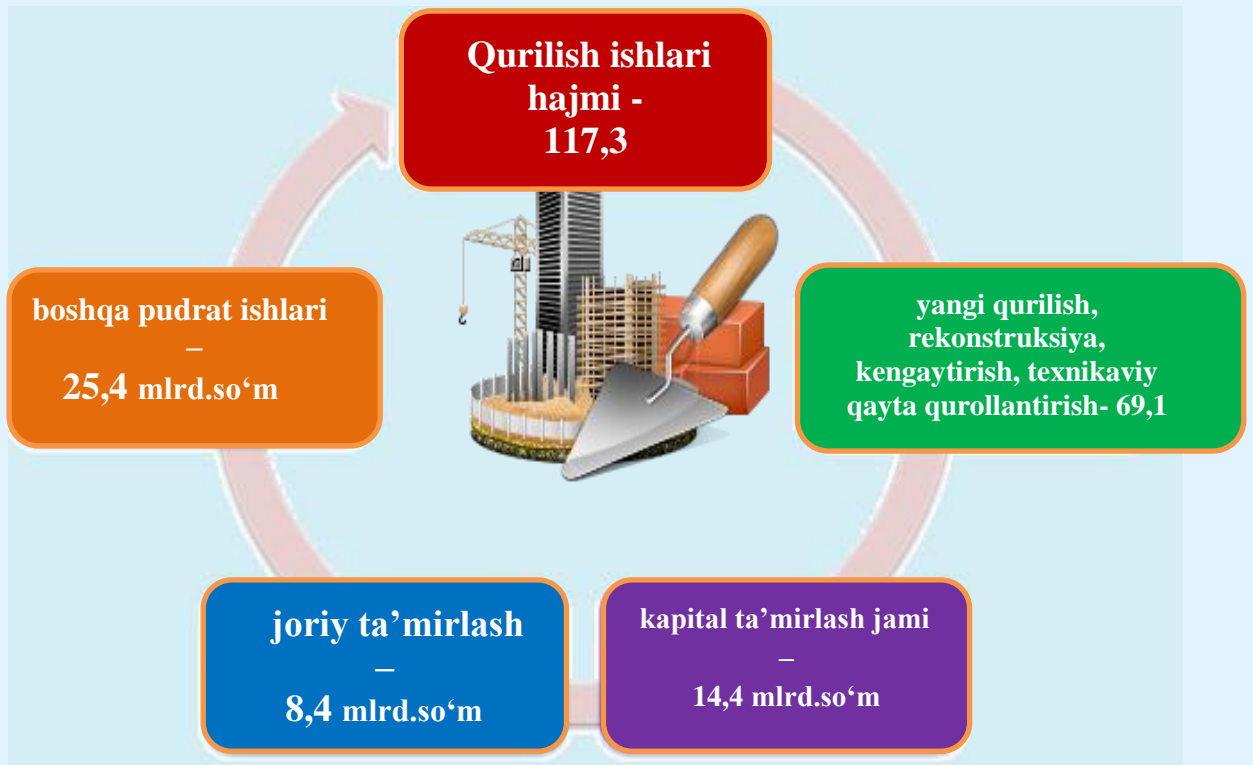 Qurilish ishlari
hajmi -
117,3
boshqa pudrat ishlari
–
25,4 mlrd.so‘m
yangi qurilish,
rekonstruksiya,
kengaytirish, texnikaviy
qayta qurollantirish- 69,1
joriy ta’mirlash
–
8,4 mlrd.so‘m
kapital ta’mirlash jami
–
14,4 mlrd.so‘m